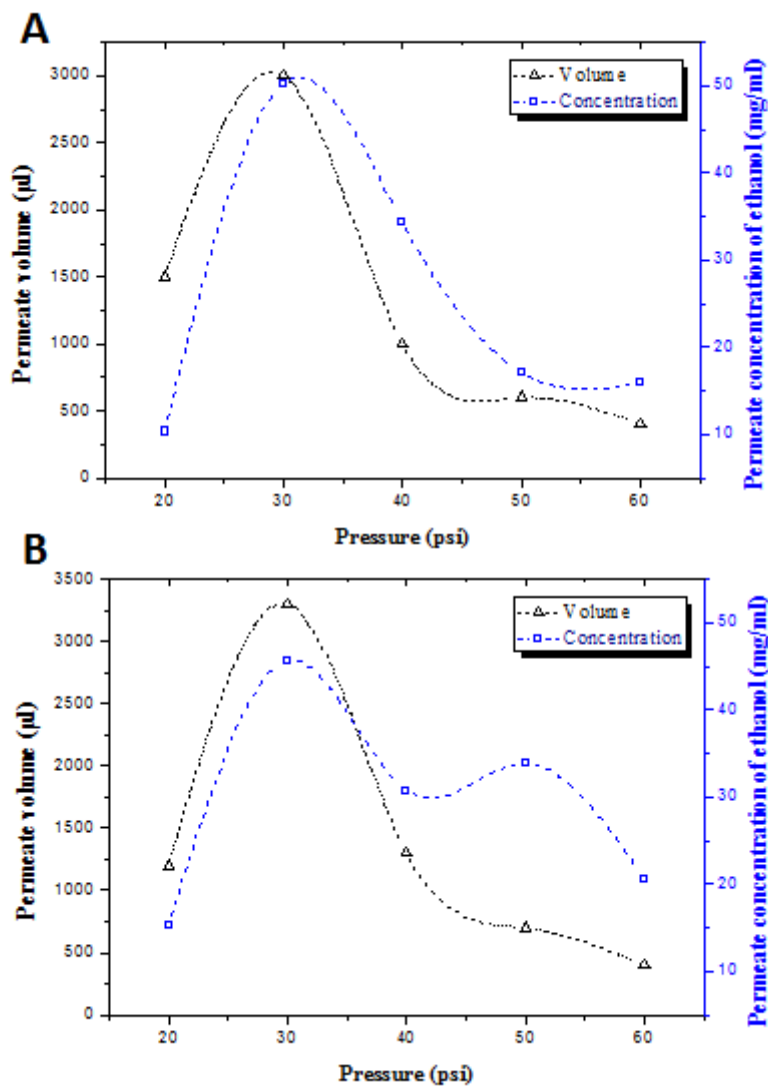 A
Permeate volume (µl)
3000
2500
2000
1500
1000
500
0
Volume
Concentration
50
40
30
20
10
Permeate concentration of ethanol (mg/ml)
20 30 40 50 60
Pressure (psi)
B
Permeate volume (µl)
3500
3000
2500
2000
1500
1000
500
0
Volume
Concentration
50
40
30
20
10
Permeate concentration of ethanol (mg/ml)
20 30 40 50 60
Pressure (psi)